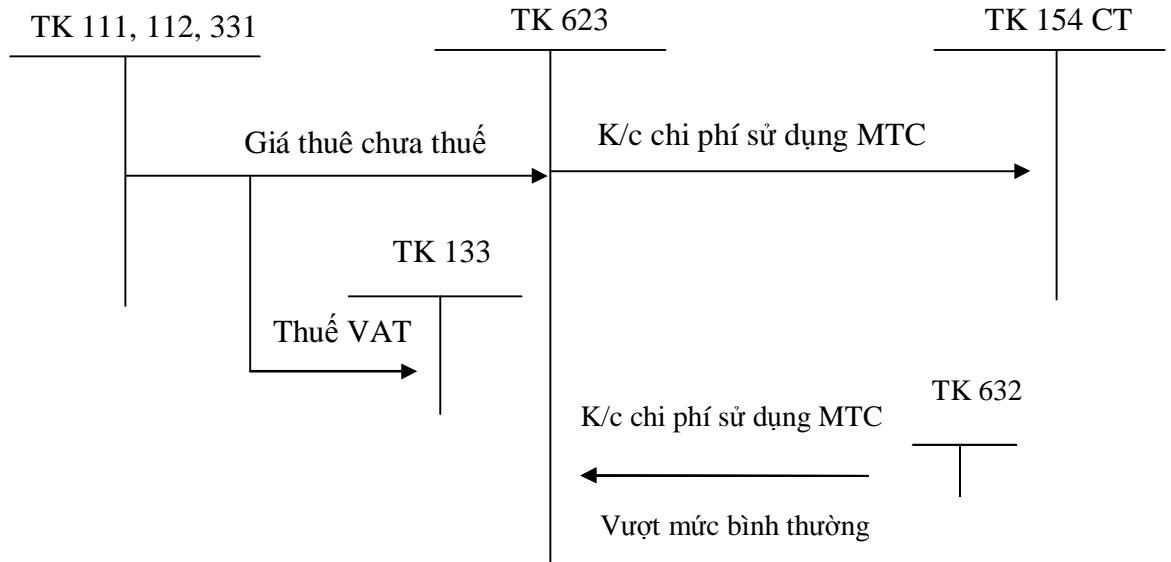 TK 111, 112, 331
TK 623
TK 154 CT
Giá thuê chưa thuế
K/c chi phí sử dụng MTC
TK 133
Thuế VAT
TK 632
K/c chi phí sử dụng MTC
Vượt mức bình thường